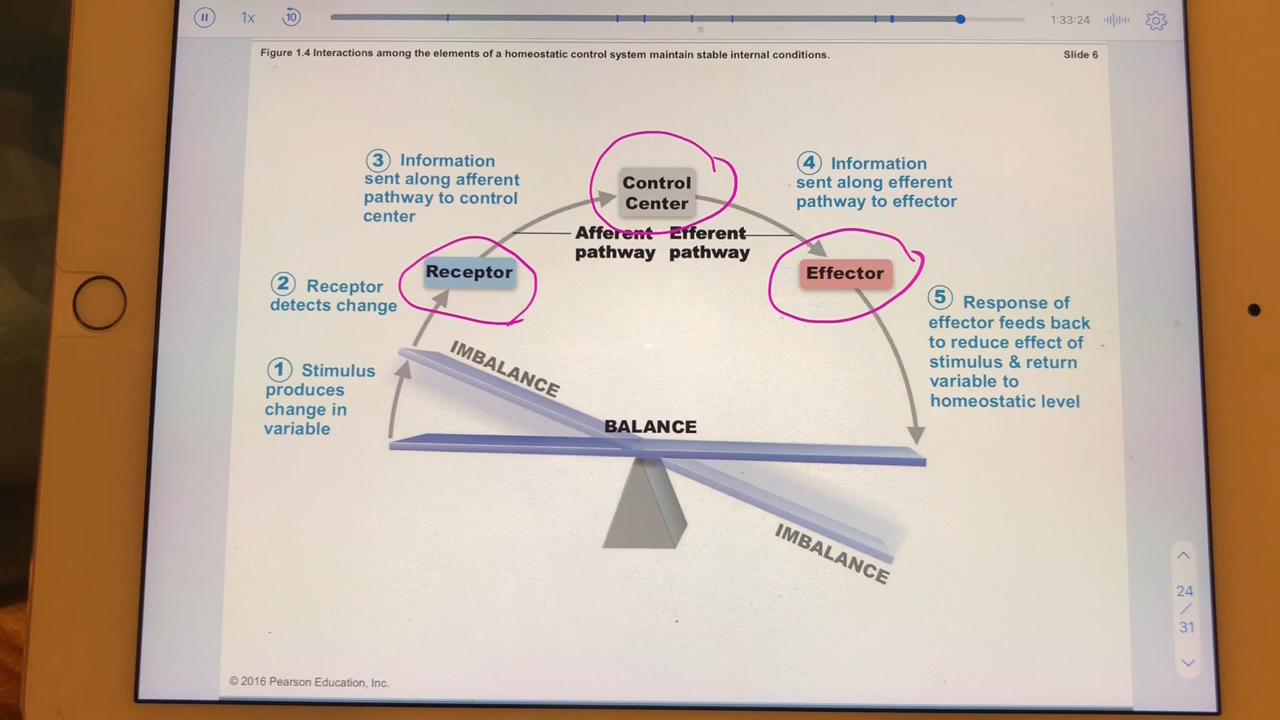 1x
10
1:33:24
Figure 1.4 Interactions among the elements of a homeostatic control system maintain stable internal conditions.
Slide 6
③ Information
sent along afferent
pathway to control
center
Control
Center
④ Information
sent along efferent
pathway to effector
Afferent
pathway
Efferent
pathway
Receptor
Effector
② Receptor
detects change
⑤ Response of
effector feeds back
to reduce effect of
stimulus & return
variable to
homeostatic level
① Stimulus
produces
change in
variable
IMBALANCE
BALANCE
IMBALANCE
24
/
31
© 2016 Pearson Education, Inc.